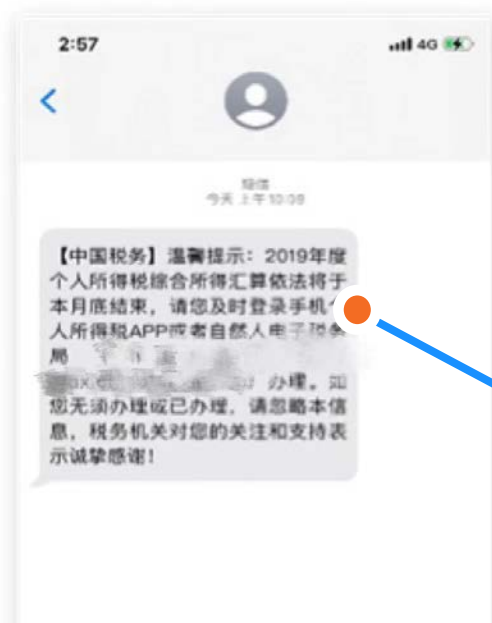 2:57
4G
短信
今天 上午10:09
【中国税务】温馨提示：2019年度
个人所得税综合所得汇算依法将于
本月底结束，请您及时登录手机
人所得税APP或者自然人电子税务
局
办理。如
您无须办理或已办理，请忽略本信
息，税务机关对您的关注和支持表
示诚挚感谢！